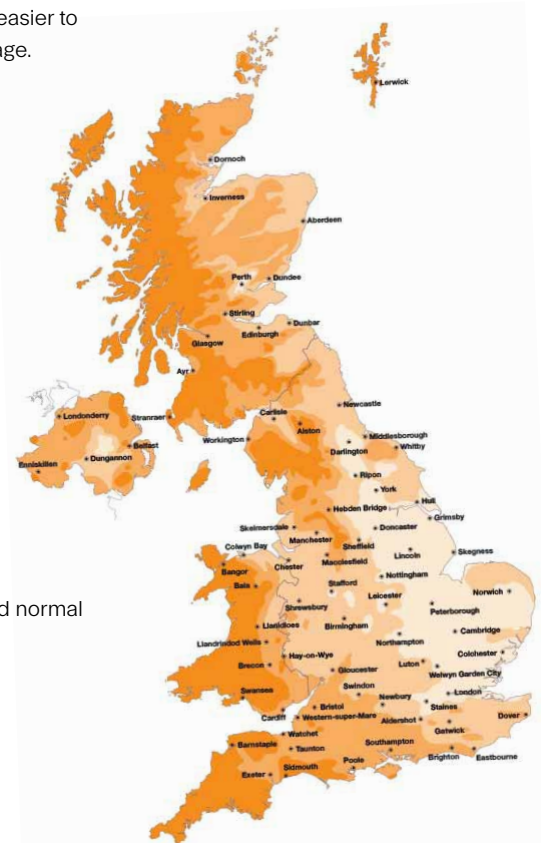 easier to
age.
Lerwick
Dornoch
Inverness
Aberdeen
Perth
Dundee
Stirling
Dunbar
Edinburgh
Glasgow
Ayr
Newcastle
Londonderry
Stranraer
Carlisle
Alston
Workington
Middlesborough
Belfast
Darlington
Whitby
Dungannon
Enniskillen
Ripon
York
Hull
Hebden Bridge
Grimsby
Skelmersdale
Doncaster
Manchester
Sheffield
Colwyn Bay
Lincoln
Skegness
Chester
Macclesfield
Bangor
Nottingham
Stafford
Bala
Norwich
Leicester
Shrewsbury
Peterborough
d normal
Llanidloes
Birmingham
Cambridge
Llandrindod Wells
Northampton
Colchester
Hay-on-Wye
Brecon
Luton
Gloucester
Welwyn Garden City
Swindon
Swansea
Newbury
London
Bristol
Staines
Cardiff
Western-super-Mare
Aldershot
Dover
Gatwick
Watchet
Southampton
Barnstaple
Taunton
Poole
Brighton
Eastbourne
Sidmouth
Exeter